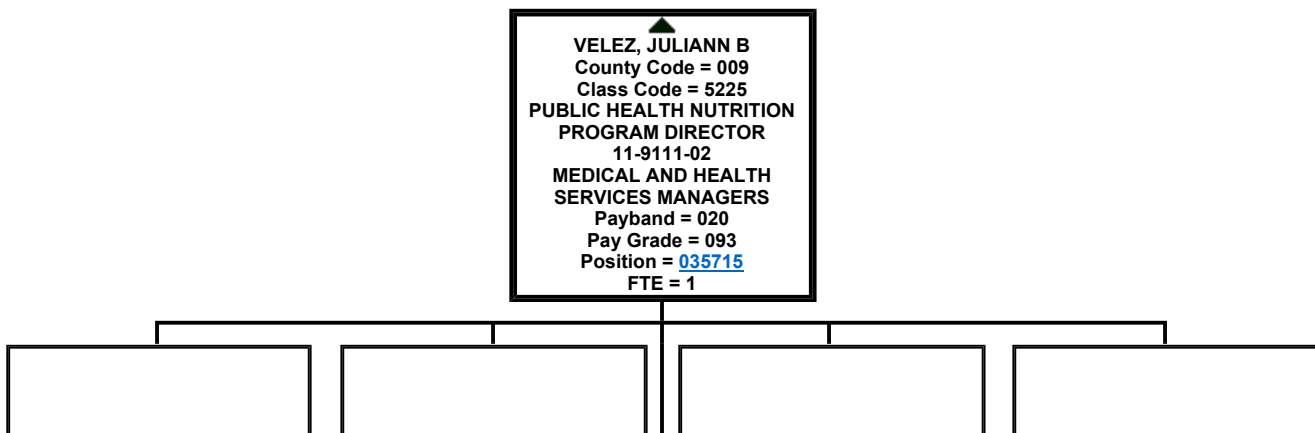 VELEZ, JULIANN B
County Code = 009
Class Code = 5225
PUBLIC HEALTH NUTRITION
PROGRAM DIRECTOR
11-9111-02
MEDICAL AND HEALTH
SERVICES MANAGERS
Payband = 020
Pay Grade = 093
Position = 035715
FTE = 1